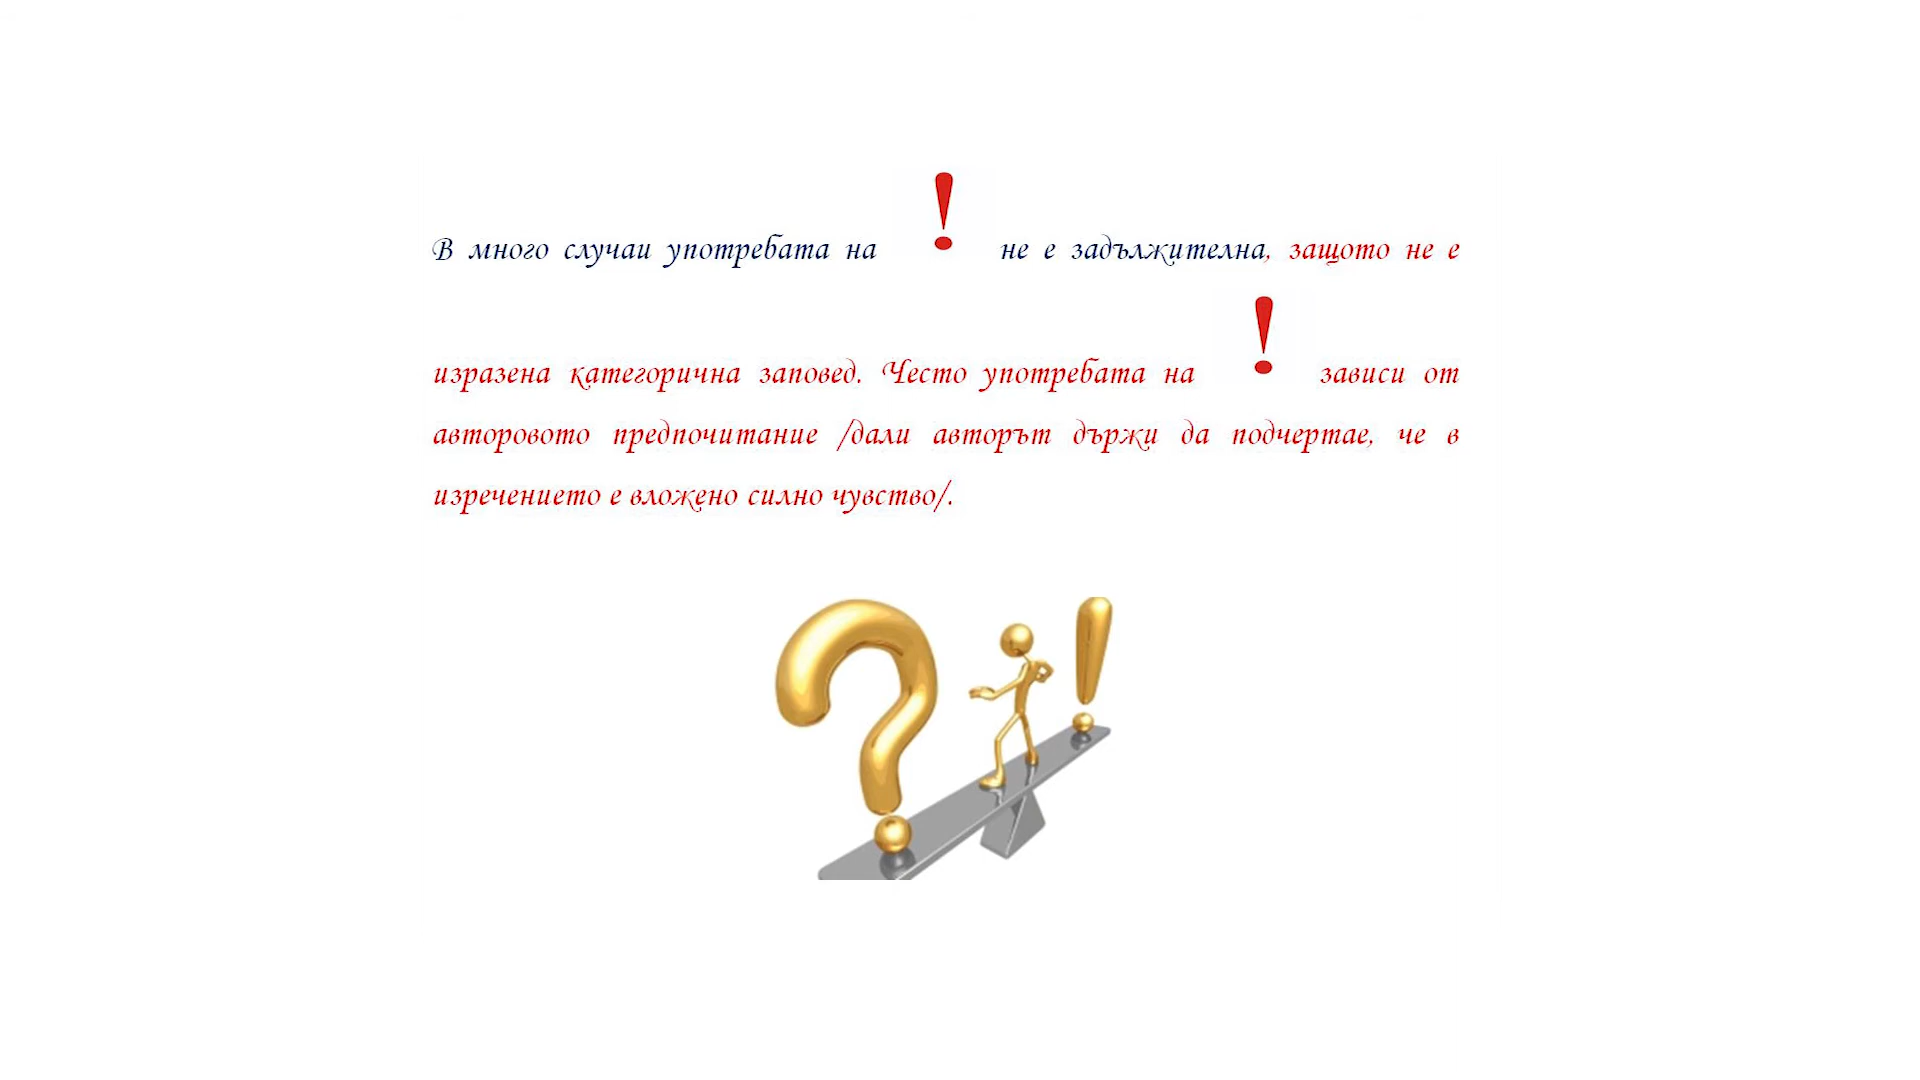 В много случаи употребата на ! не е задължителна, защото не е
изразена категорична заповед. Често употребата на ! зависи от
авторовото предпочитание /дали авторът държи да подчертае, че в
изречението е вложено силно чувство/.
? !